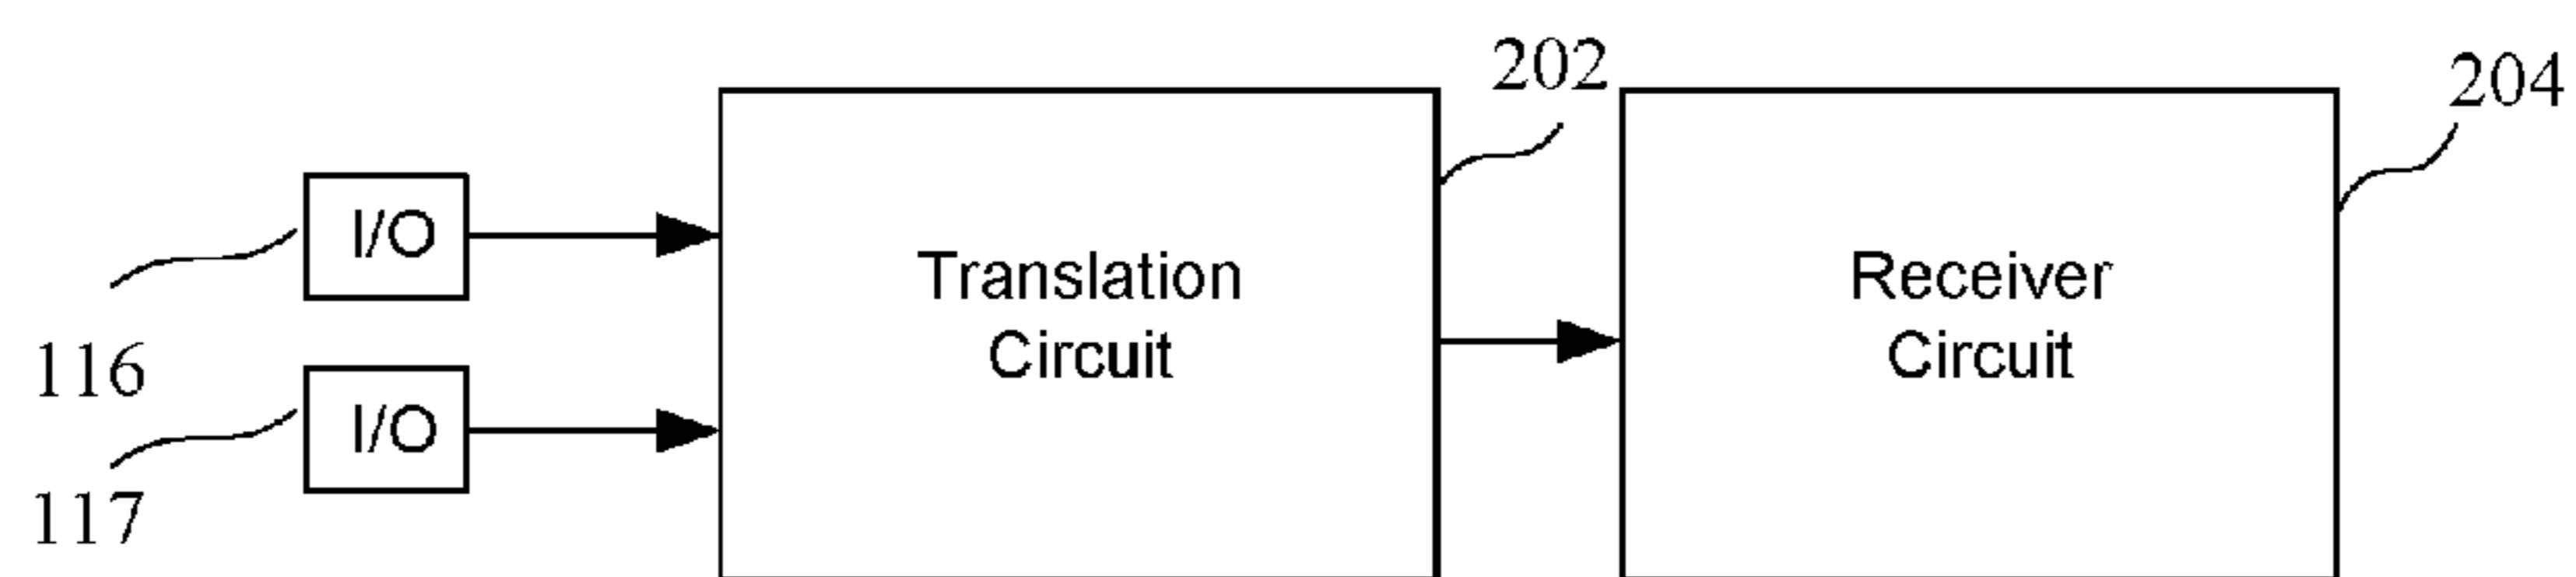 202
204
I/O
116
I/O
117
Translation
Circuit
Receiver
Circuit